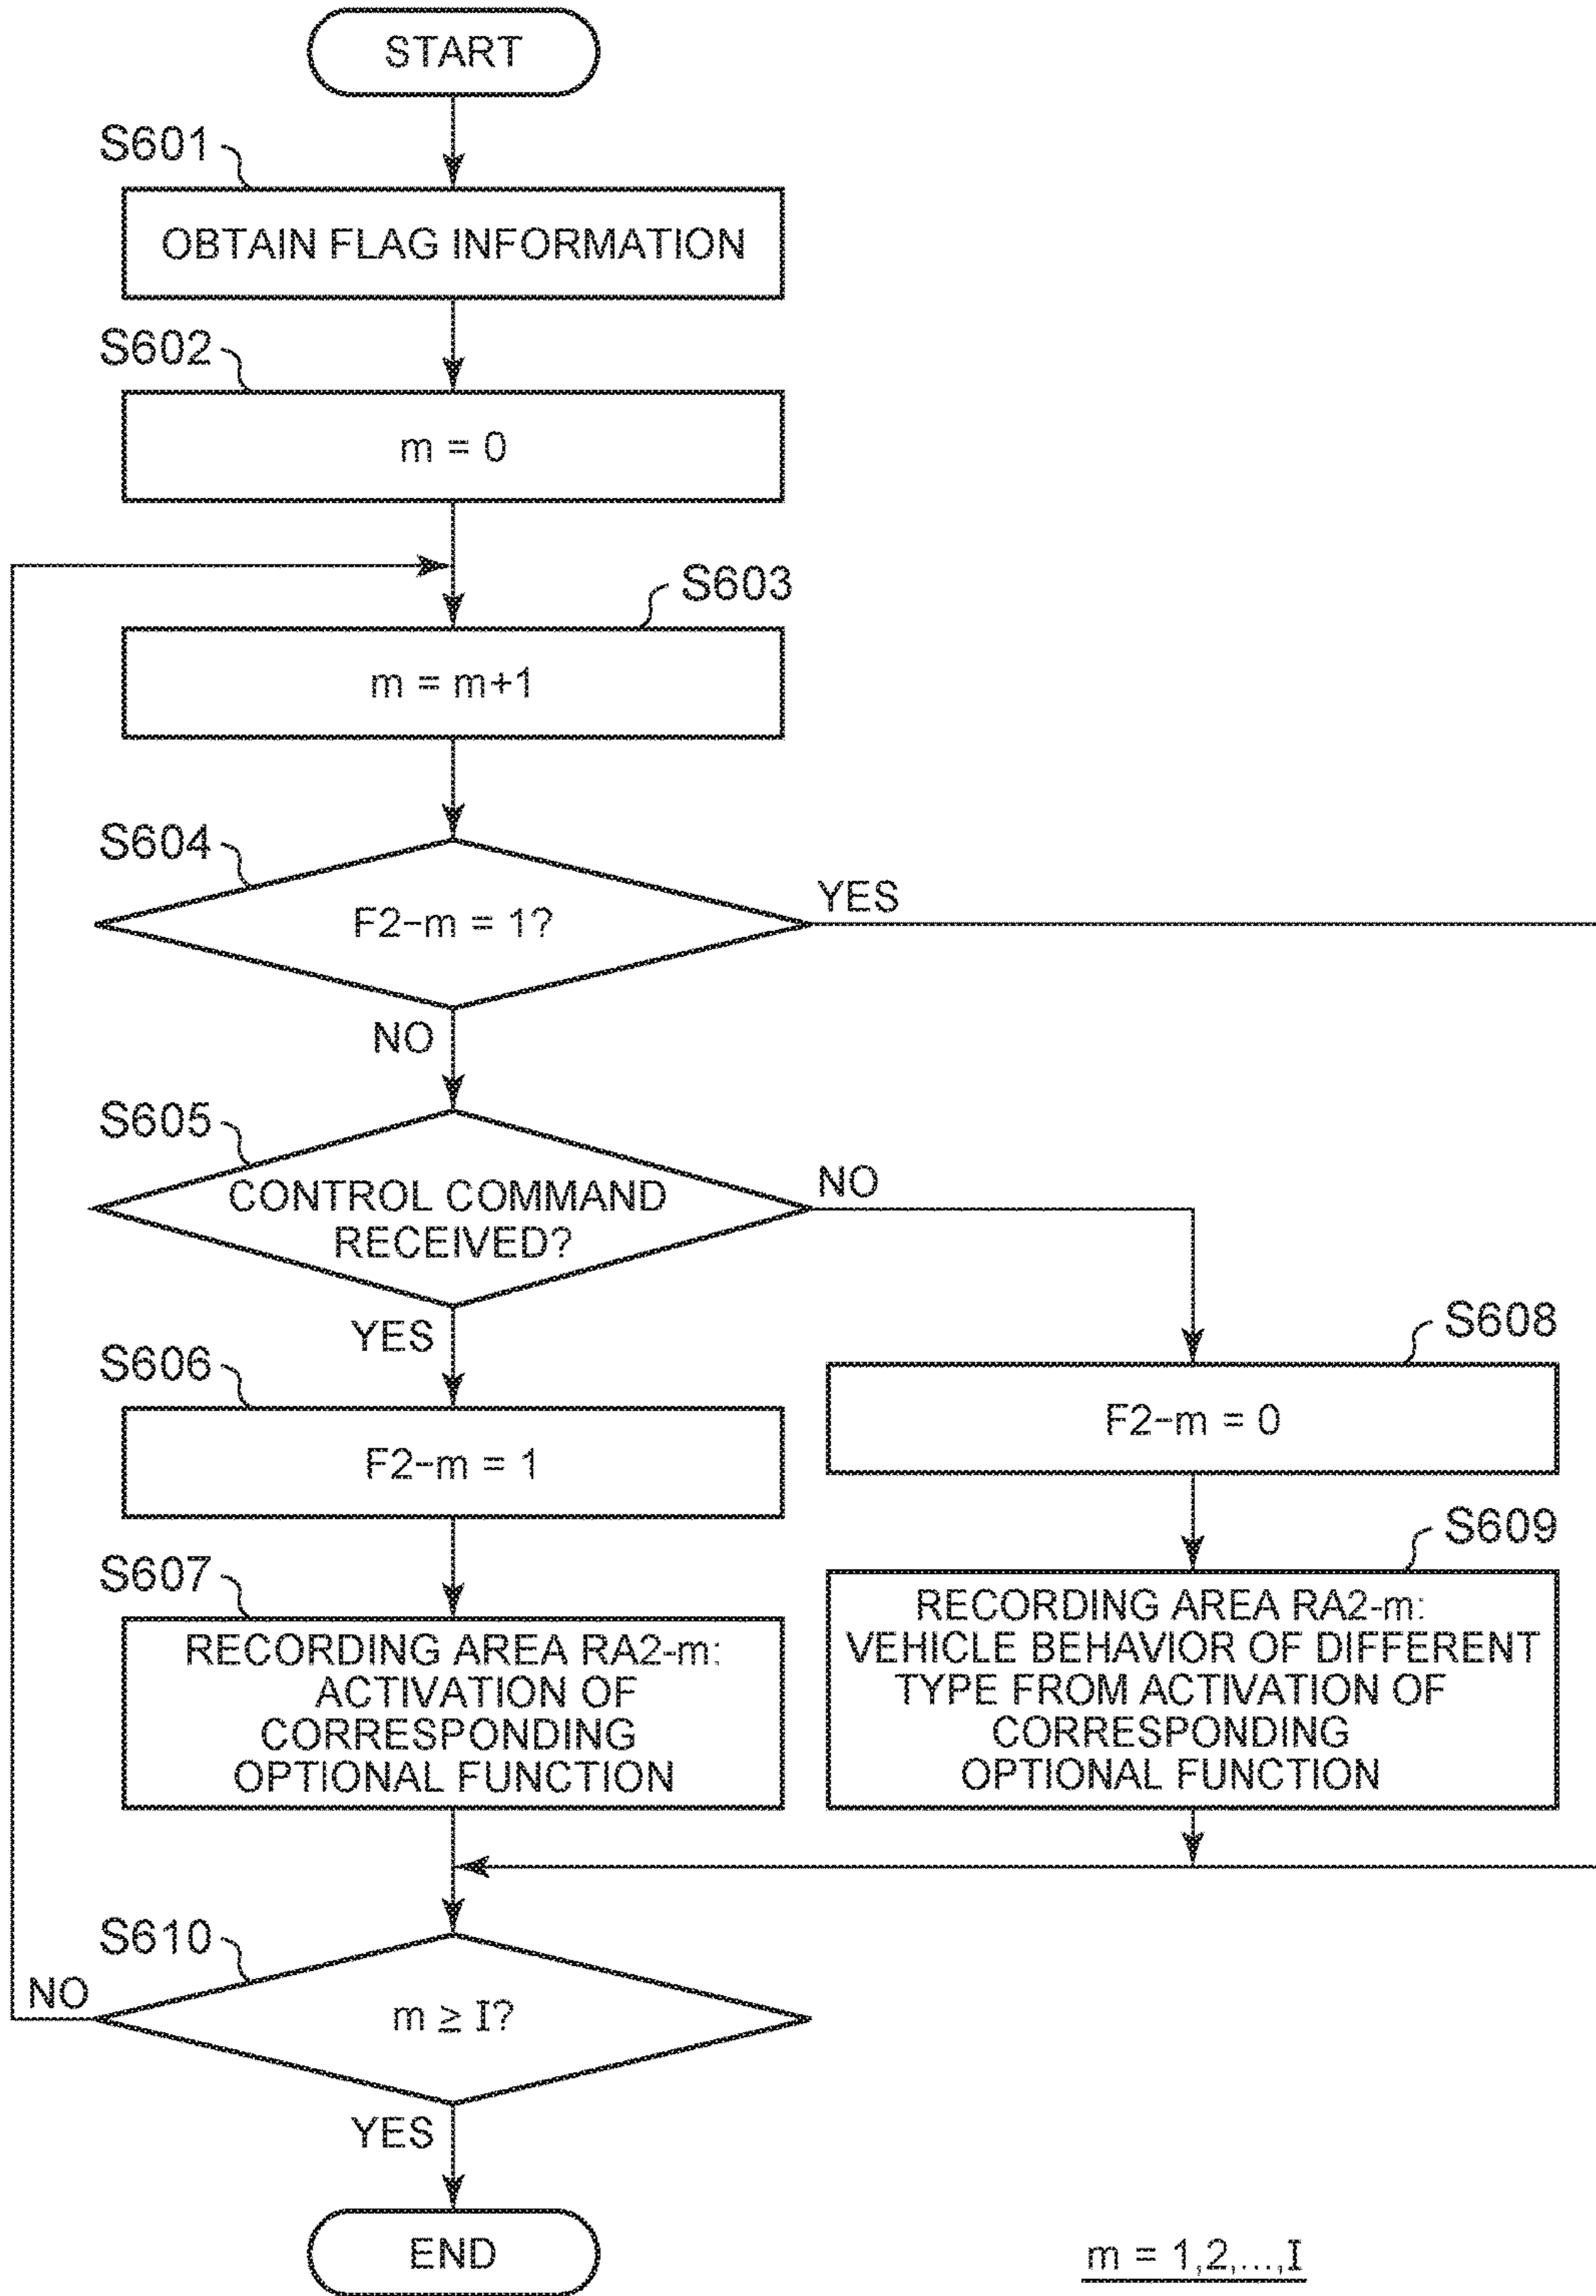 START
S601
OBTAIN FLAG INFORMATION
S602
m = 0
S603
m = m+1
S604
F2-m = 1?
YES
NO
S605
CONTROL COMMAND
RECEIVED?
NO
YES
S606
F2-m = 1
S608
F2-m = 0
S607
RECORDING AREA RA2-m:
ACTIVATION OF
CORRESPONDING
OPTIONAL FUNCTION
S609
RECORDING AREA RA2-m:
VEHICLE BEHAVIOR OF DIFFERENT
TYPE FROM ACTIVATION OF
CORRESPONDING
OPTIONAL FUNCTION
S610
NO
m ≥ I?
YES
END
m = 1,2,...,I